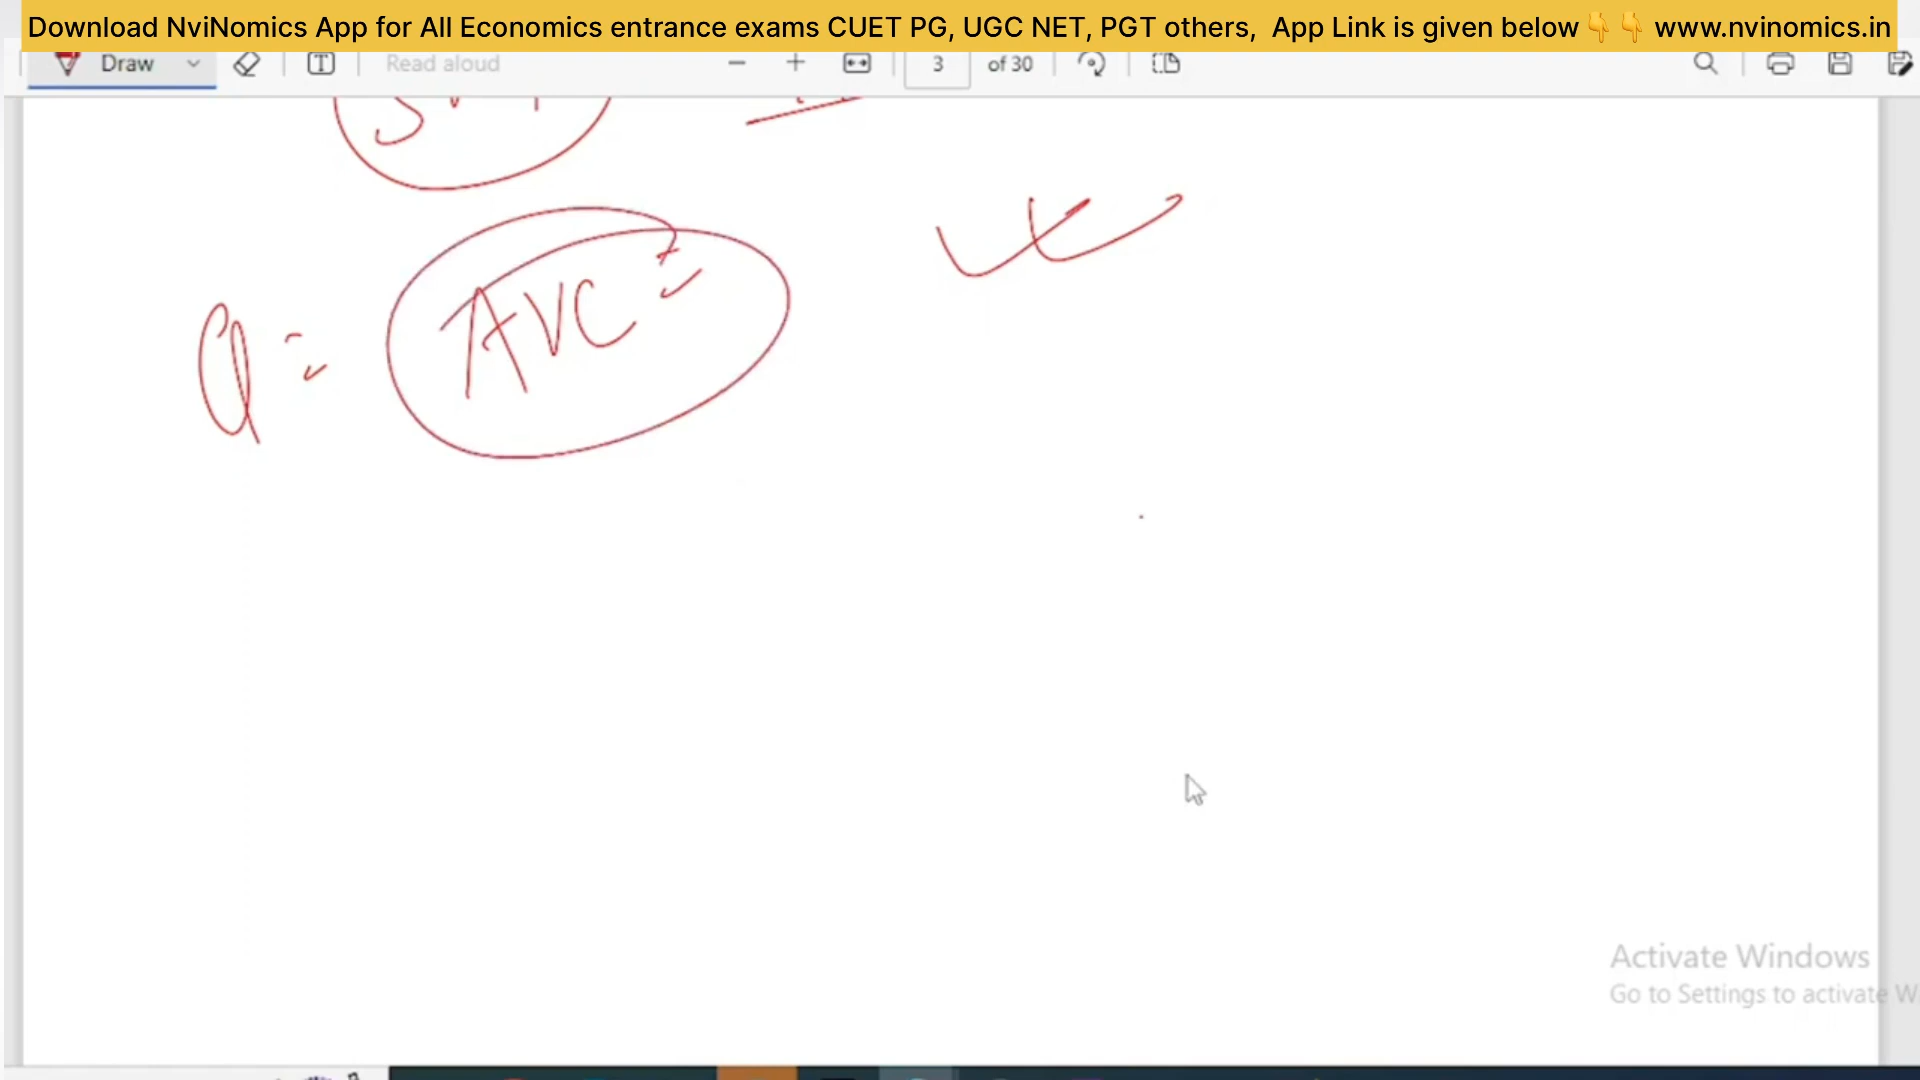 Download NviNomics App for All Economics entrance exams CUET PG, UGC NET, PGT others, App Link is given below👇👇 www.nvinomics.in
Draw
Read aloud
3 of 30
Q = AVC =
Activate Windows
Go to Settings to activate W